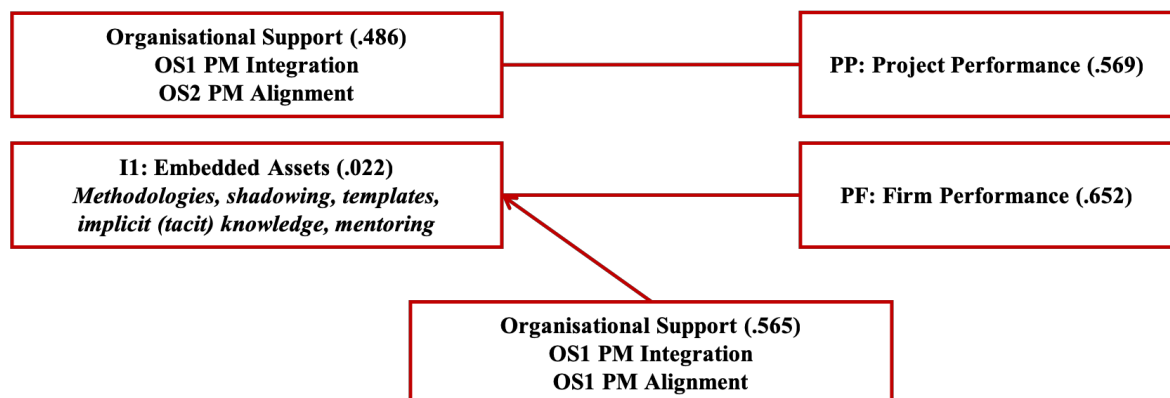 Organisational Support (.486)
OS1 PM Integration
OS2 PM Alignment
PP: Project Performance (.569)
I1: Embedded Assets (.022)
Methodologies, shadowing, templates,
implicit (tacit) knowledge, mentoring
PF: Firm Performance (.652)
Organisational Support (.565)
OS1 PM Integration
OS1 PM Alignment